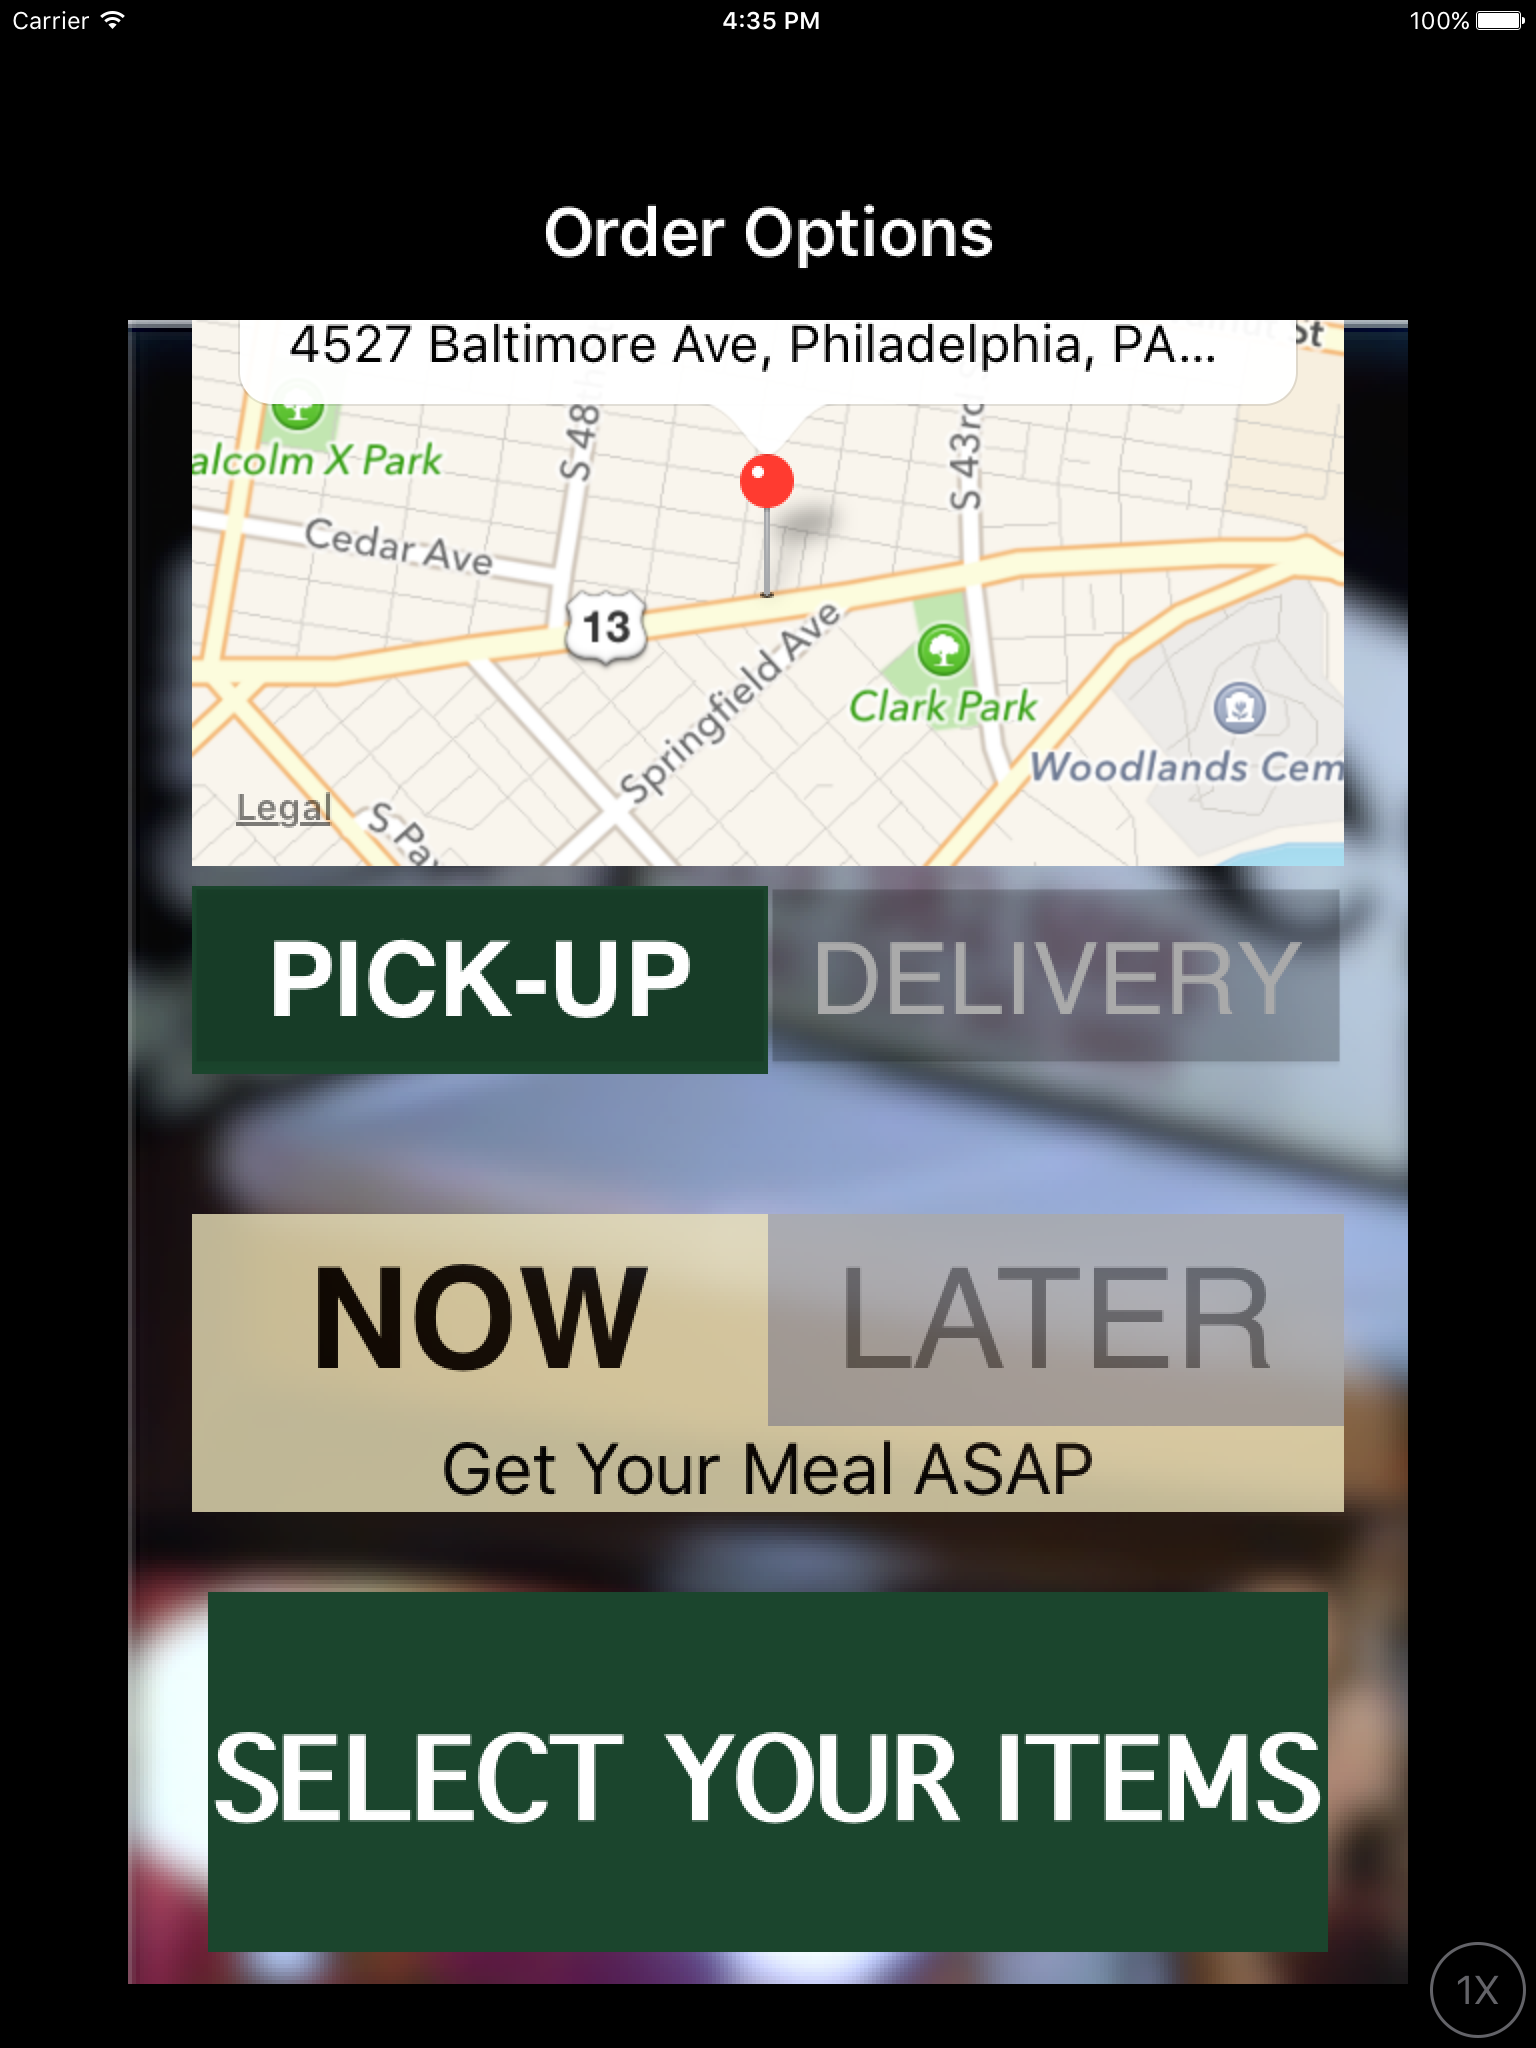 Carrier 4:35 PM 100%
Order Options
4527 Baltimore Ave, Philadelphia, PA...
St
alcolm X Park
S 48
S 43rd
Cedar Ave
13
Springfield Ave
Clark Park
Woodlands Cem
Legal
S Pa
PICK-UP DELIVERY
NOW LATER
Get Your Meal ASAP
SELECT YOUR ITEMS
1X